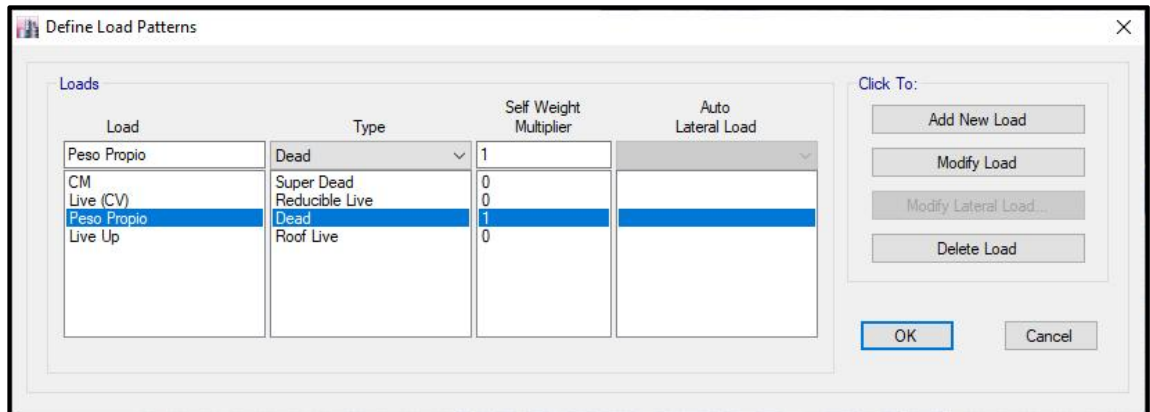 Define Load Patterns
Loads
Click To:
Load Type Self Weight Multiplier Auto Lateral Load
Peso Propio Dead 1
CM Super Dead 0
Live (CV) Reducible Live 0
Peso Propio Dead 1
Live Up Roof Live 0
Add New Load
Modify Load
Modify Lateral Load...
Delete Load
OK Cancel